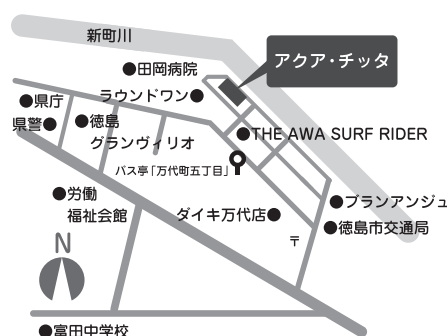 新町川
アクア・チッタ
●田岡病院
●県庁
ラウンドワン●
県警●
●徳島
グランヴィリオ
●THE AWA SURF RIDER
バス亭「万代町五丁目」
●労働
福祉会館
ダイキ万代店●
●ブランアンジュ
●徳島市交通局
〒
N
●富田中学校